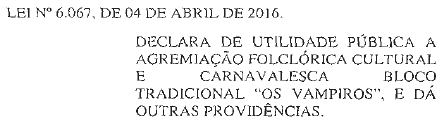 LEI Nº 6.067, DE 04 DE ABRIL DE 2016.
DECLARA DE UTILIDADE PÚBLICA A
AGREMIAÇÃO FOLCLÓRICA CULTURAL
E CARNAVALESCA BLOCO
TRADICIONAL "OS VAMPIROS", E DÁ
OUTRAS PROVIDÊNCIAS.